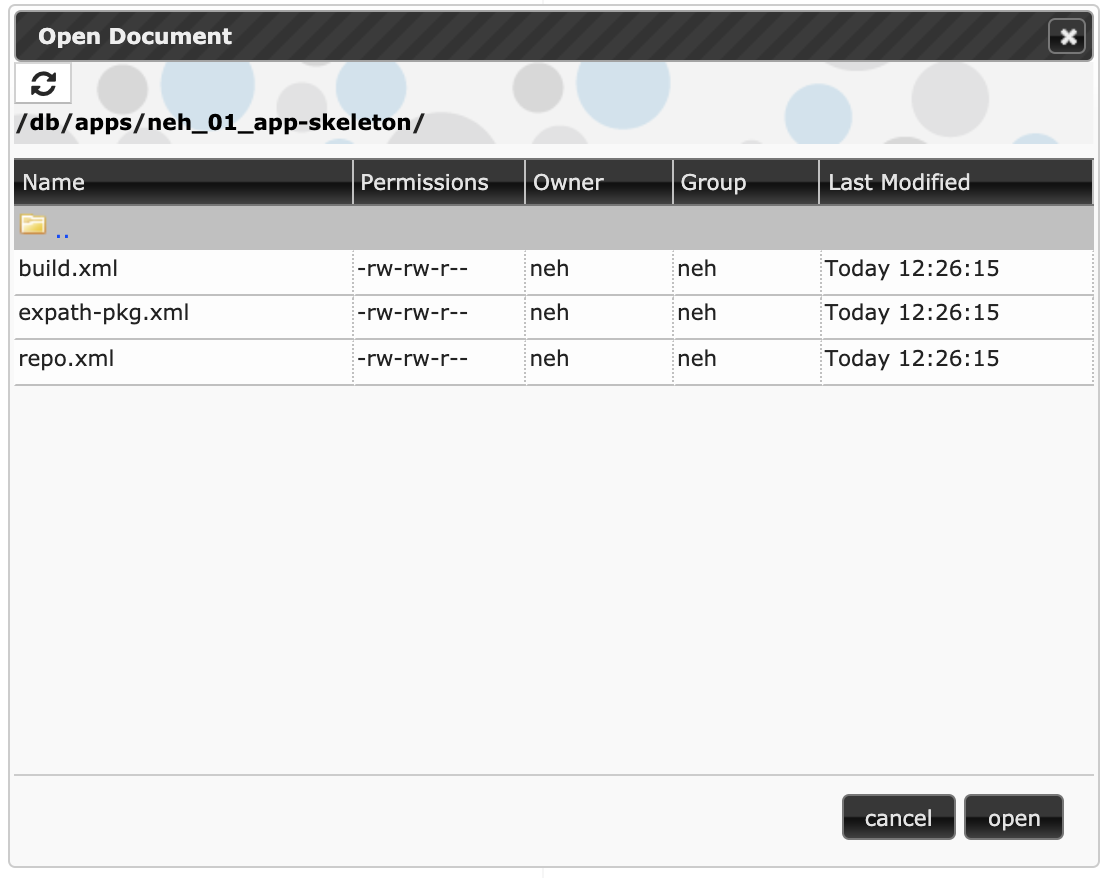 Open Document
/db/apps/neh_01_app-skeleton/
Name Permissions Owner Group Last Modified
..
build.xml -rw-rw-r-- neh neh Today 12:26:15
expath-pkg.xml -rw-rw-r-- neh neh Today 12:26:15
repo.xml -rw-rw-r-- neh neh Today 12:26:15
cancel open